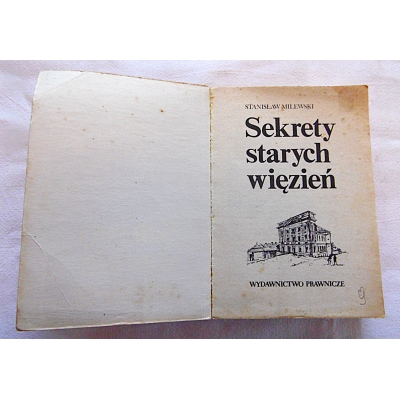 STANISŁAW MILEWSKI
Sekrety
starych
więzień
WYDAWNICTWO PRAWNICZE